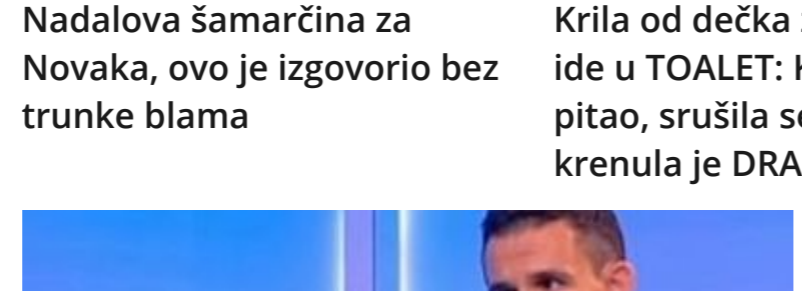 Nadalova šamarčina za
Novaka, ovo je izgovorio bez
trunke blama
Krila od dečka
ide u TOALET:
pitao, srušila
krenula je